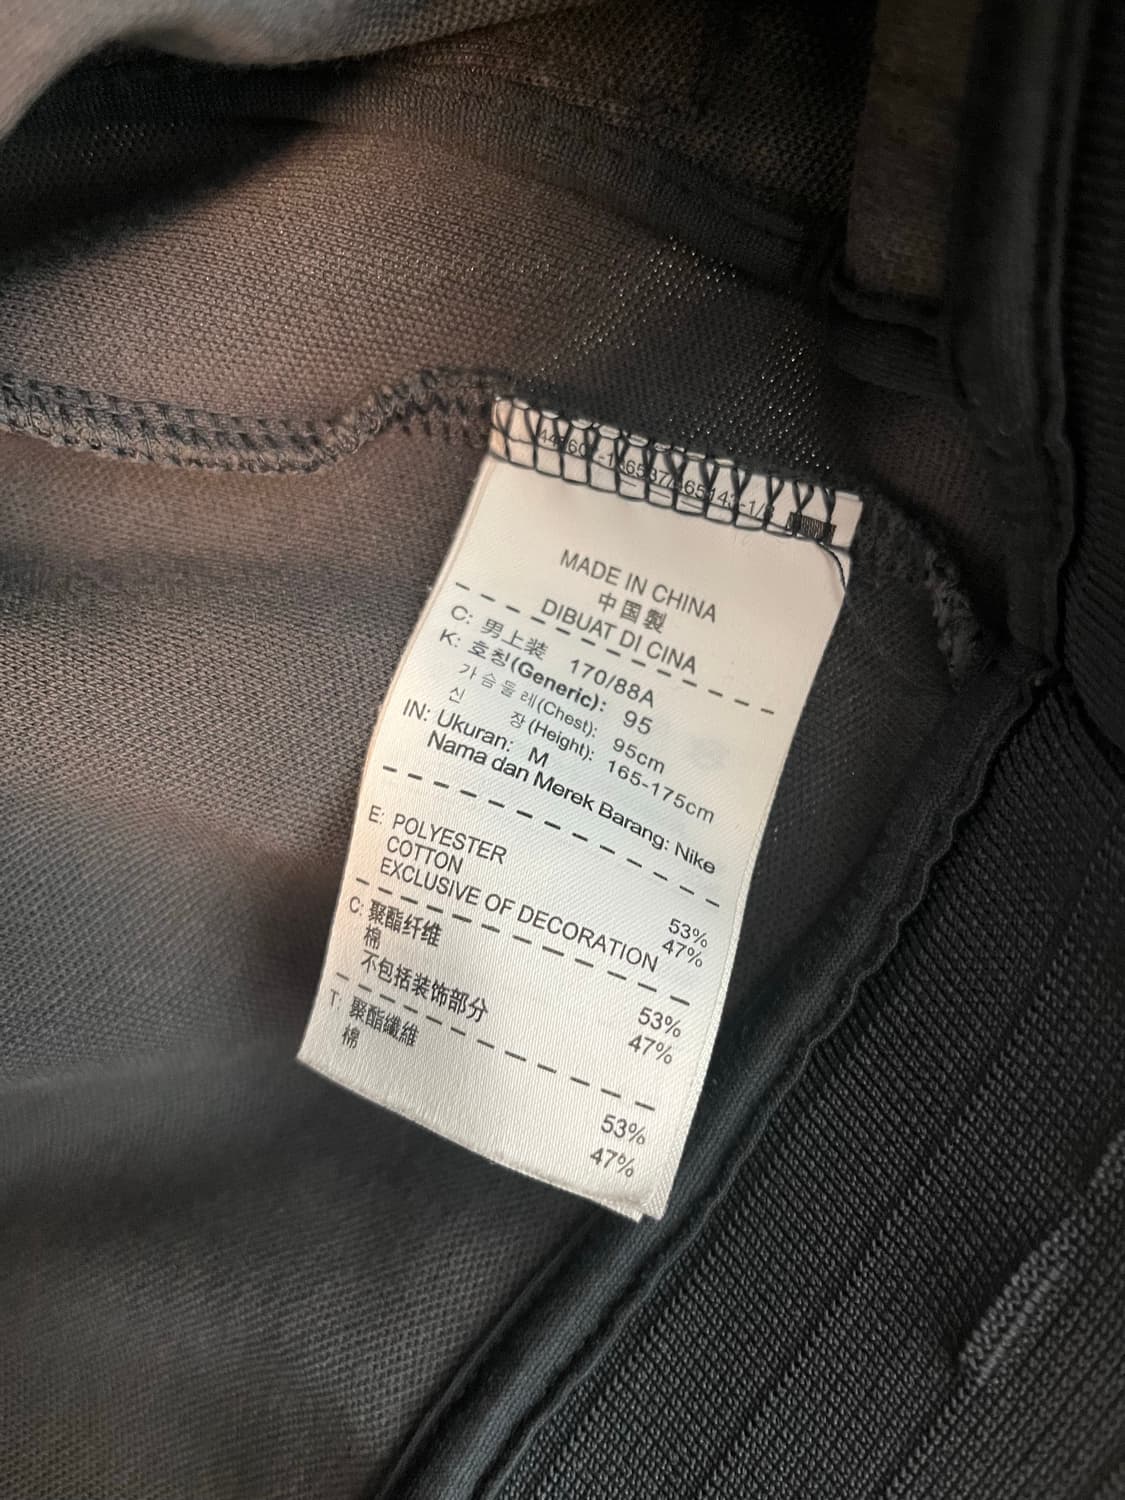 MADE IN CHINA
中国製
DIBUAT DI CINA
C: 男上装 170/88A
K: 호칭(Generic): 95
가슴둘레(Chest): 95cm
신 장(Height): 165-175cm
IN: Ukuran: M
Nama dan Merek Barang: Nike
E: POLYESTER 53%
COTTON 47%
EXCLUSIVE OF DECORATION
C: 聚酯纤维 53%
棉 47%
不包括装饰部分
T: 聚酯纖維 53%
棉 47%